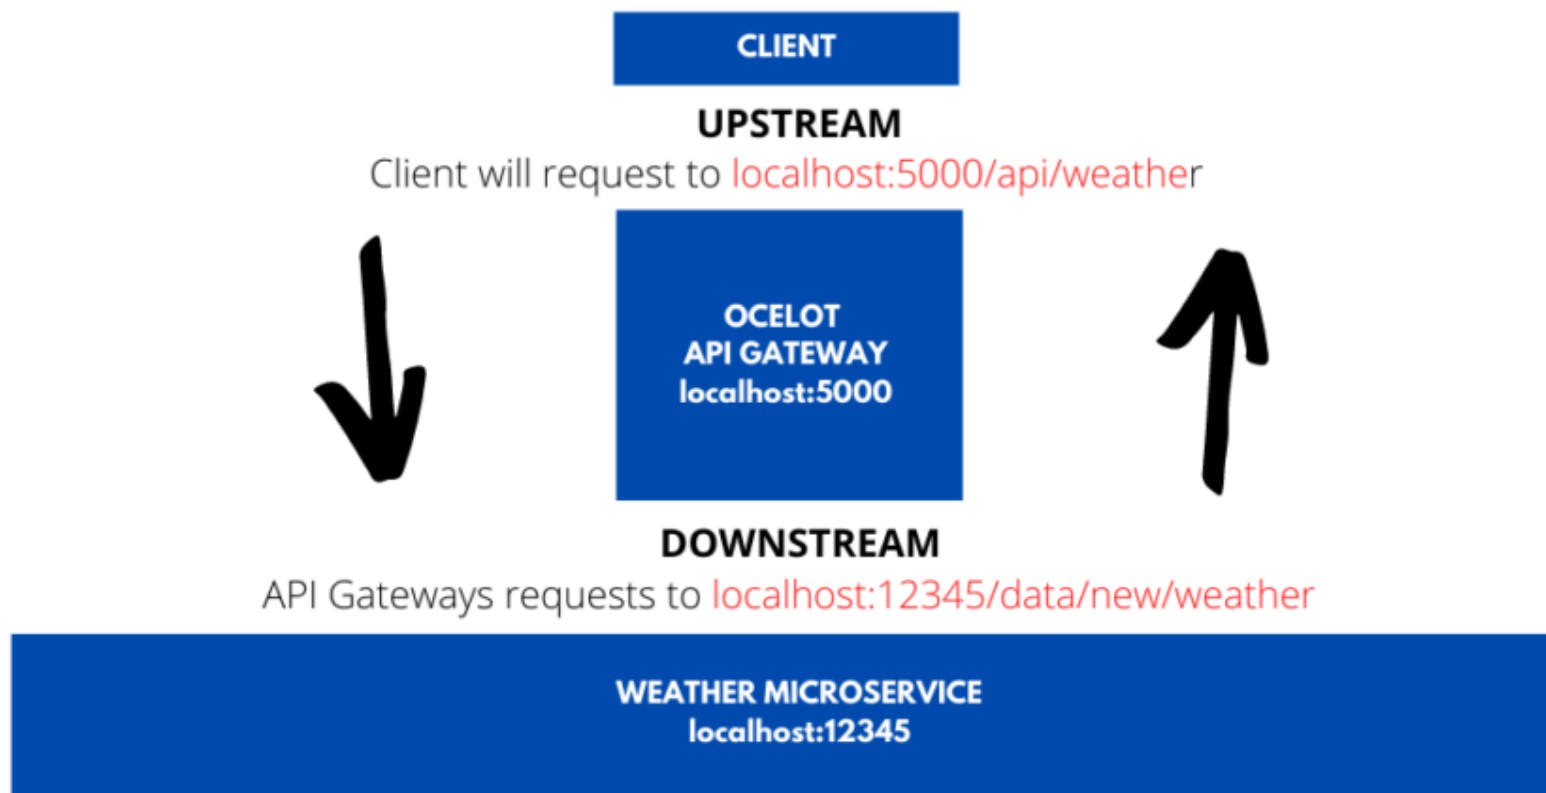 CLIENT
UPSTREAM
Client will request to localhost:5000/api/weather
OCELOT
API GATEWAY
localhost:5000
DOWNSTREAM
API Gateways requests to localhost:12345/data/new/weather
WEATHER MICROSERVICE
localhost:12345